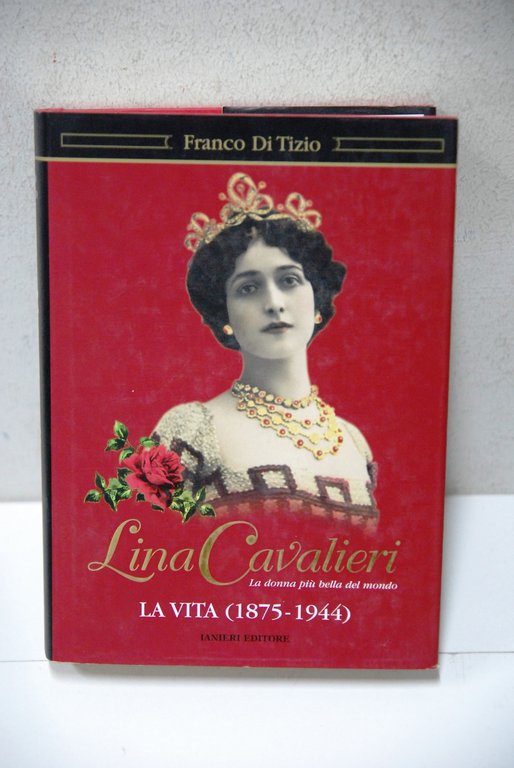 Franco Di Tizio
Lina Cavalieri
La donna più bella del mondo
LA VITA (1875-1944)
IANIERI EDITORE